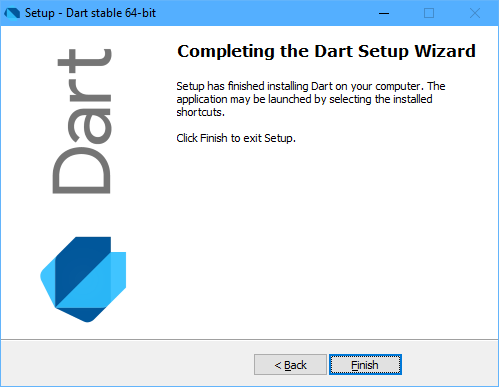 Setup - Dart stable 64-bit
Dart
Completing the Dart Setup Wizard
Setup has finished installing Dart on your computer. The
application may be launched by selecting the installed
shortcuts.
Click Finish to exit Setup.
< Back
Finish